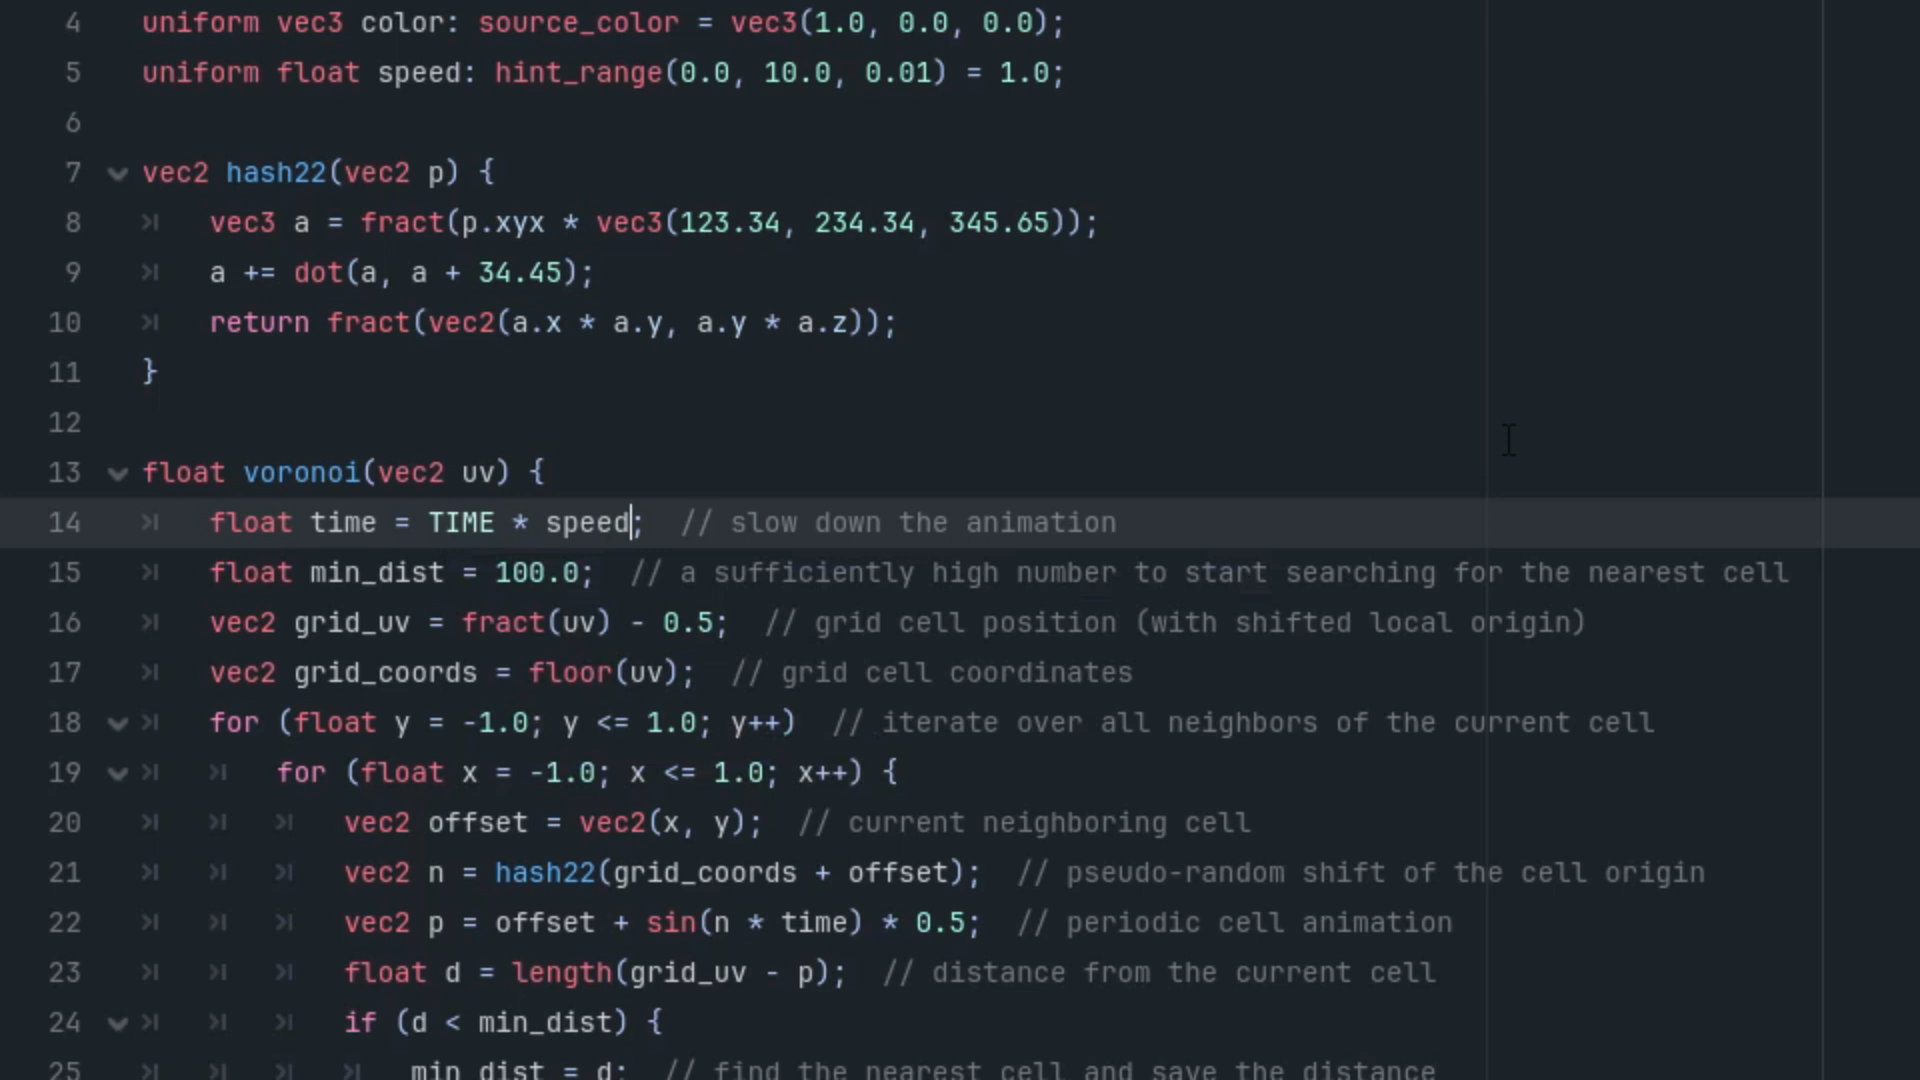 4 uniform vec3 color: source_color = vec3(1.0, 0.0, 0.0);
5 uniform float speed: hint_range(0.0, 10.0, 0.01) = 1.0;
6
7 vec2 hash22(vec2 p) {
8 vec3 a = fract(p.xyx * vec3(123.34, 234.34, 345.65));
9 a += dot(a, a + 34.45);
10 return fract(vec2(a.x * a.y, a.y * a.z));
11 }
12
13 float voronoi(vec2 uv) {
14 float time = TIME * speed; // slow down the animation
15 float min_dist = 100.0; // a sufficiently high number to start searching for the nearest cell
16 vec2 grid_uv = fract(uv) - 0.5; // grid cell position (with shifted local origin)
17 vec2 grid_coords = floor(uv); // grid cell coordinates
18 for (float y = -1.0; y <= 1.0; y++) // iterate over all neighbors of the current cell
19 for (float x = -1.0; x <= 1.0; x++) {
20 vec2 offset = vec2(x, y); // current neighboring cell
21 vec2 n = hash22(grid_coords + offset); // pseudo-random shift of the cell origin
22 vec2 p = offset + sin(n * time) * 0.5; // periodic cell animation
23 float d = length(grid_uv - p); // distance from the current cell
24 if (d < min_dist) {
25 min_dist = d; // find the nearest cell and save the distance